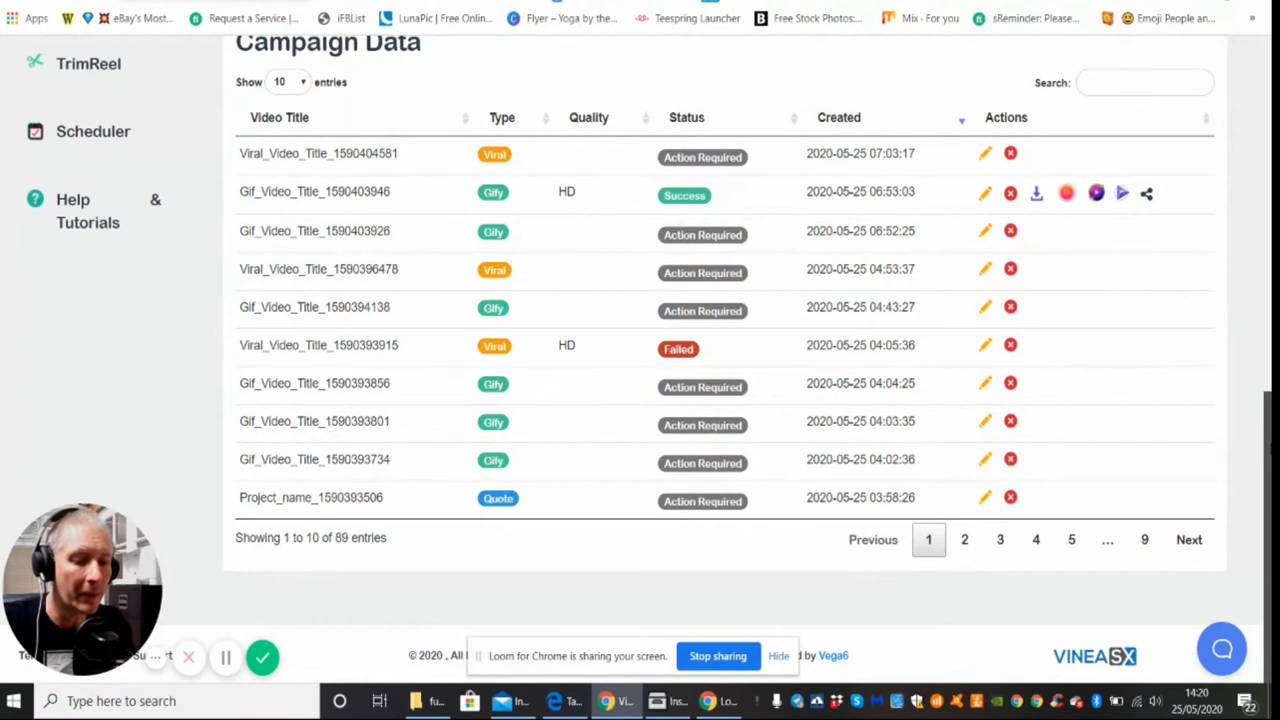 Apps eBay's Most... Request a Service |... iFBList LunaPic | Free Onlin... Flyer – Yoga by the... Teespring Launcher Free Stock Photos:... Mix · For you sReminder: Please... Emoji People an... »
Campaign Data
TrimReel
Show 10 entries Search:
Video Title Type Quality Status Created Actions
Scheduler
Viral_Video_Title_1590404581 Viral Action Required 2020-05-25 07:03:17
Gif_Video_Title_1590403946 Gify HD Success 2020-05-25 06:53:03
Help &
Tutorials
Gif_Video_Title_1590403926 Gify Action Required 2020-05-25 06:52:25
Viral_Video_Title_1590396478 Viral Action Required 2020-05-25 04:53:37
Gif_Video_Title_1590394138 Gify Action Required 2020-05-25 04:43:27
Viral_Video_Title_1590393915 Viral HD Failed 2020-05-25 04:05:36
Gif_Video_Title_1590393856 Gify Action Required 2020-05-25 04:04:25
Gif_Video_Title_1590393801 Gify Action Required 2020-05-25 04:03:35
Gif_Video_Title_1590393734 Gify Action Required 2020-05-25 04:02:36
Project_name_1590393506 Quote Action Required 2020-05-25 03:58:26
Showing 1 to 10 of 89 entries Previous 1 2 3 4 5 ... 9 Next
© 2020 , All Loom for Chrome is sharing your screen. Stop sharing Hide d by Vega6 VINEASX
Type here to search fu... In... Ta... Vi... Ins... Lo... 14:20
25/05/2020 22